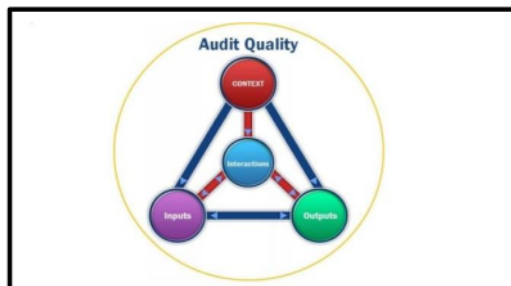 Audit Quality
CONTEXT
Interactions
Inputs
Outputs